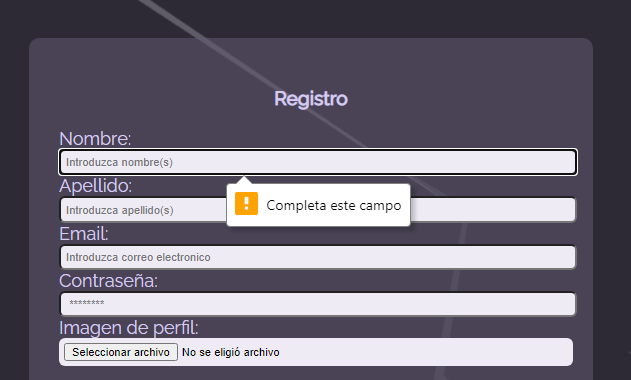 Registro
Nombre:
Introduzca nombre(s)
Completa este campo
Apellido:
Introduzca apellido(s)
Email:
Introduzca correo electronico
Contraseña:
********
Imagen de perfil:
Seleccionar archivo No se eligió archivo